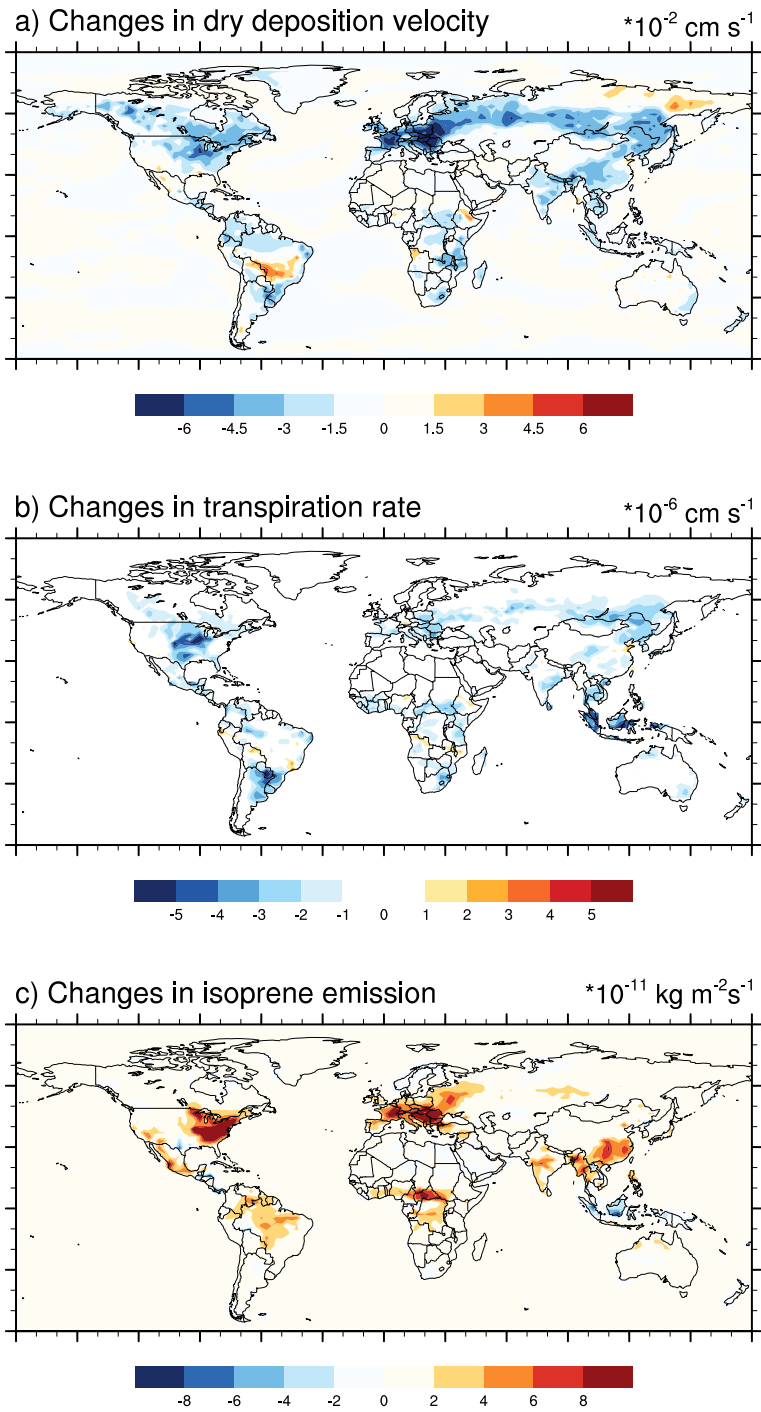 a) Changes in dry deposition velocity *10⁻² cm s⁻¹
-6 -4.5 -3 -1.5 0 1.5 3 4.5 6
b) Changes in transpiration rate *10⁻⁶ cm s⁻¹
-5 -4 -3 -2 -1 0 1 2 3 4 5
c) Changes in isoprene emission *10⁻¹¹ kg m⁻²s⁻¹
-8 -6 -4 -2 0 2 4 6 8